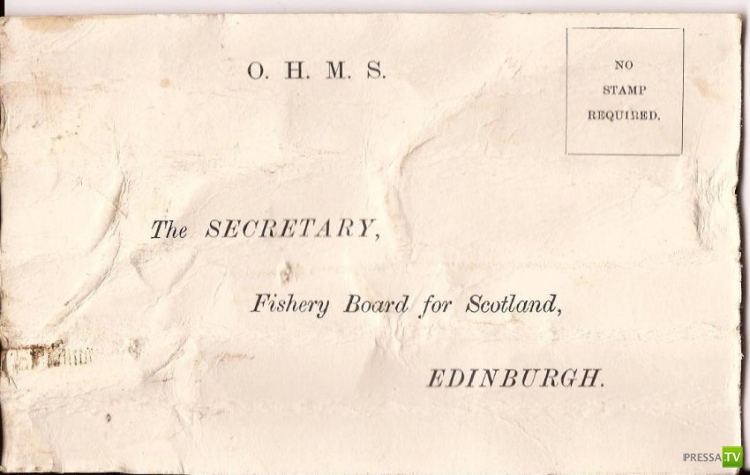 O. H. M. S.
NO
STAMP
REQUIRED.
The SECRETARY,
Fishery Board for Scotland,
EDINBURGH.
PRESSA.TV